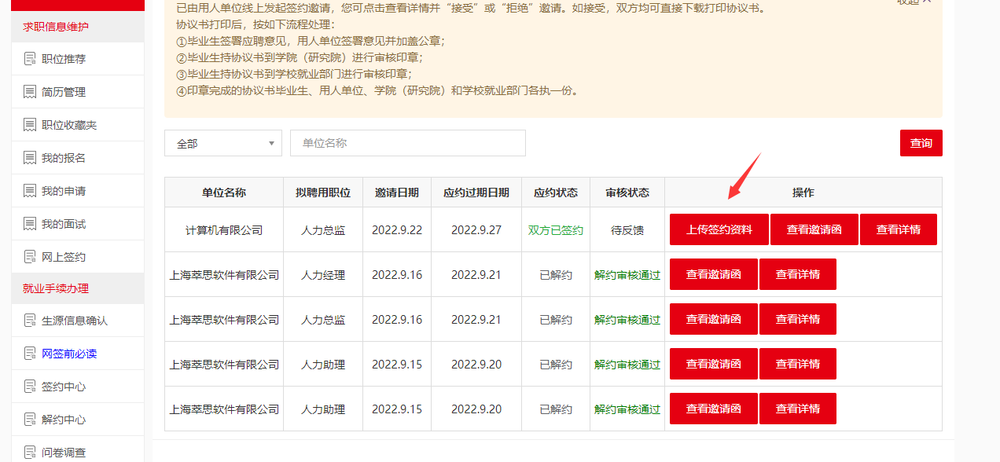 收起
求职信息维护
职位推荐
简历管理
职位收藏夹
我的报名
我的申请
我的面试
网上签约
就业手续办理
生源信息确认
网签前必读
签约中心
解约中心
问卷调查
已由用人单位线上发起签约邀请，您可点击查看详情并“接受”或“拒绝”邀请。如接受，双方均可直接下载打印协议书。
协议书打印后，按如下流程处理：
①毕业生签署应聘意见，用人单位签署意见并加盖公章；
②毕业生持协议书到学院（研究院）进行审核印章；
③毕业生持协议书到学校就业部门进行审核印章；
④印章完成的协议书毕业生、用人单位、学院（研究院）和学校就业部门各执一份。
全部 单位名称 查询
单位名称 拟聘用职位 邀请日期 应约过期日期 应约状态 审核状态 操作
计算机有限公司 人力总监 2022.9.22 2022.9.27 双方已签约 待反馈 上传签约资料 查看邀请函 查看详情
上海萃思软件有限公司 人力经理 2022.9.16 2022.9.21 已解约 解约审核通过 查看邀请函 查看详情
上海萃思软件有限公司 人力总监 2022.9.16 2022.9.21 已解约 解约审核通过 查看邀请函 查看详情
上海萃思软件有限公司 人力助理 2022.9.15 2022.9.20 已解约 解约审核通过 查看邀请函 查看详情
上海萃思软件有限公司 人力助理 2022.9.15 2022.9.20 已解约 解约审核通过 查看邀请函 查看详情